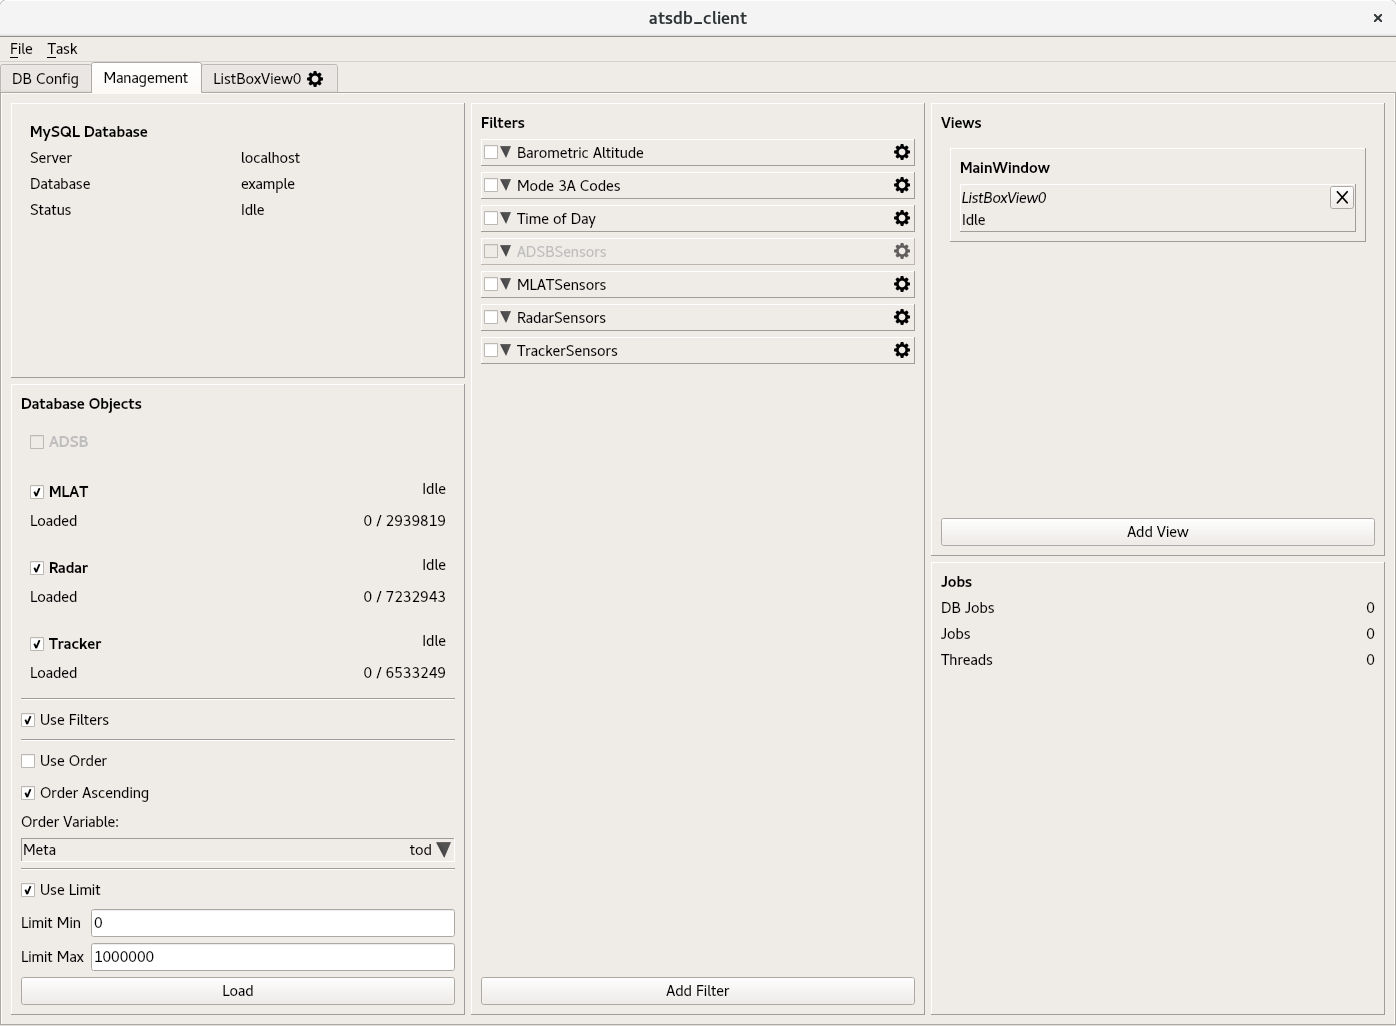 atsdb_client
File Task
DB Config Management ListBoxView0
MySQL Database
Server localhost
Database example
Status Idle
Database Objects
ADSB
MLAT Idle
Loaded 0 / 2939819
Radar Idle
Loaded 0 / 7232943
Tracker Idle
Loaded 0 / 6533249
Use Filters
Use Order
Order Ascending
Order Variable:
Meta tod
Use Limit
Limit Min 0
Limit Max 1000000
Load
Filters
Barometric Altitude
Mode 3A Codes
Time of Day
ADSBSensors
MLATSensors
RadarSensors
TrackerSensors
Add Filter
Views
MainWindow
ListBoxView0
Idle
Add View
Jobs
DB Jobs 0
Jobs 0
Threads 0